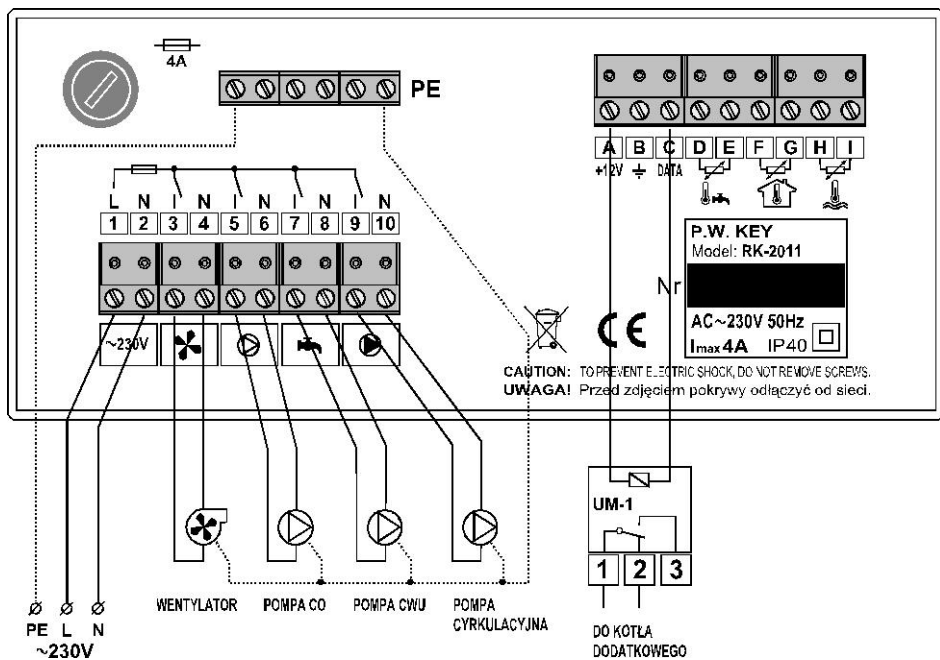 4A
PE
A B C D E F G H I
+12V DATA
L N I N I N I N I N
1 2 3 4 5 6 7 8 9 10
~230V
P.W. KEY
Model: RK-2011
Nr
AC~230V 50Hz
Imax 4A IP40
CE
CAUTION: TO PREVENT ELECTRIC SHOCK, DO NOT REMOVE SCREWS.
UWAGA! Przed zdjęciem pokrywy odłączyć od sieci.
UM-1
1 2 3
WENTYLATOR
POMPA CO
POMPA CWU
POMPA
CYRKULACYJNA
DO KOTŁA
DODATKOWEGO
PE L N
~230V